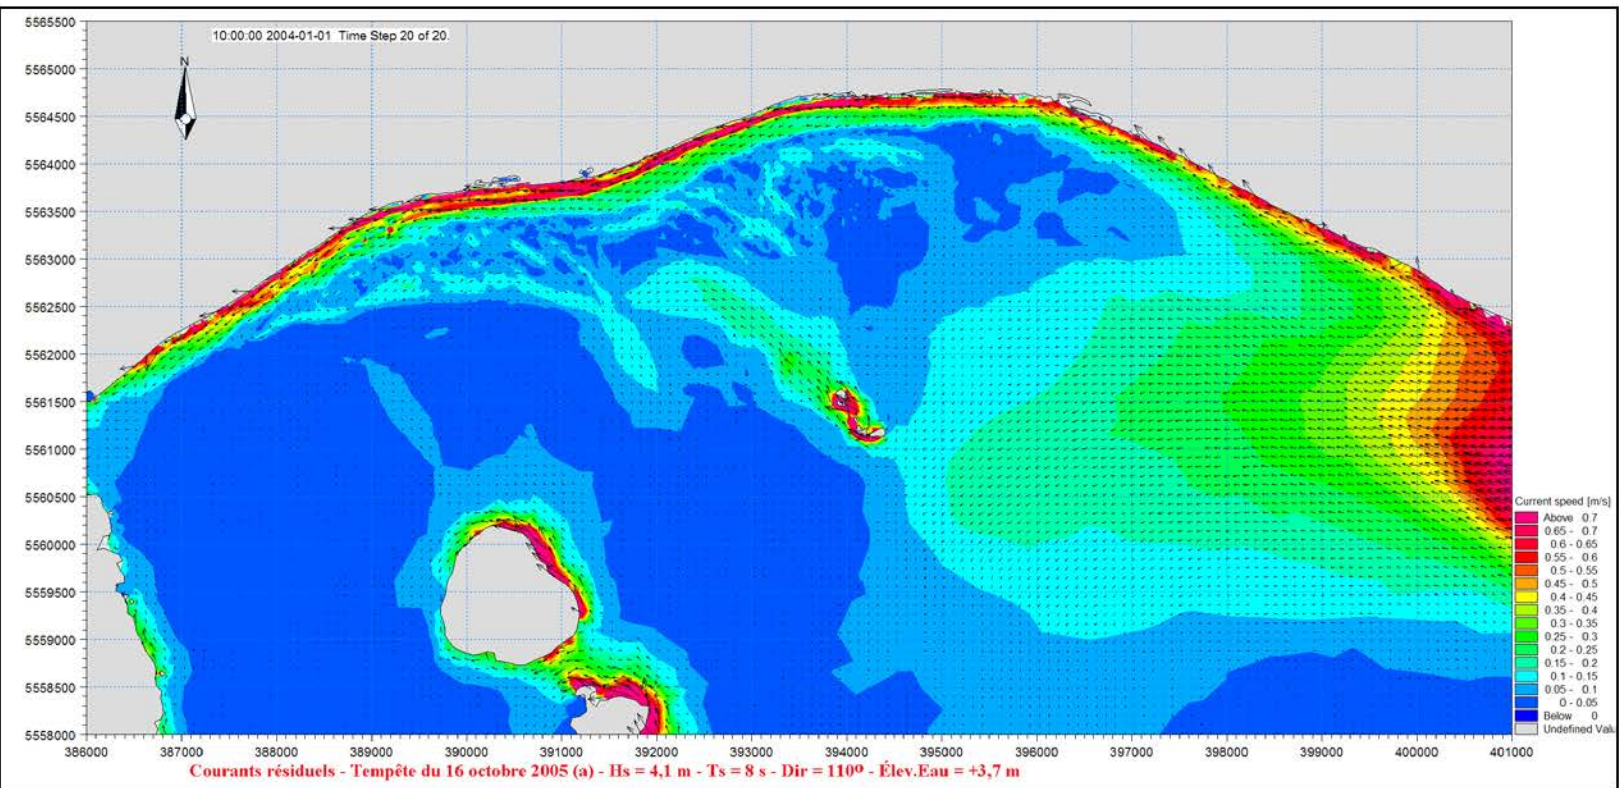 5565500
10:00:00 2004-01-01 Time Step 20 of 20.
N
5565000
5564500
5564000
5563500
5563000
5562500
5562000
5561500
5561000
5560500
5560000
5559500
5559000
5558500
5558000
Current speed [m/s]
Above 0.7
0.65 - 0.7
0.6 - 0.65
0.55 - 0.6
0.5 - 0.55
0.45 - 0.5
0.4 - 0.45
0.35 - 0.4
0.3 - 0.35
0.25 - 0.3
0.2 - 0.25
0.15 - 0.2
0.1 - 0.15
0.05 - 0.1
0 - 0.05
Below 0
Undefined Valu
386000 387000 388000 389000 390000 391000 392000 393000 394000 395000 396000 397000 398000 399000 400000 401000
Courants résiduels - Tempête du 16 octobre 2005 (a) - Hs = 4,1 m - Ts = 8 s - Dir = 110º - Élev.Eau = +3,7 m